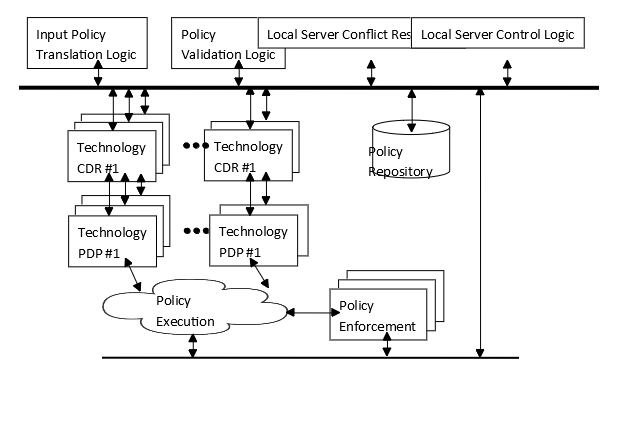 Input Policy
Translation Logic
Policy
Validation Logic
Local Server Conflict Res
Local Server Control Logic
Technology
CDR #1
Technology
CDR #1
Policy
Repository
Technology
PDP #1
Technology
PDP #1
Policy
Execution
Policy
Enforcement